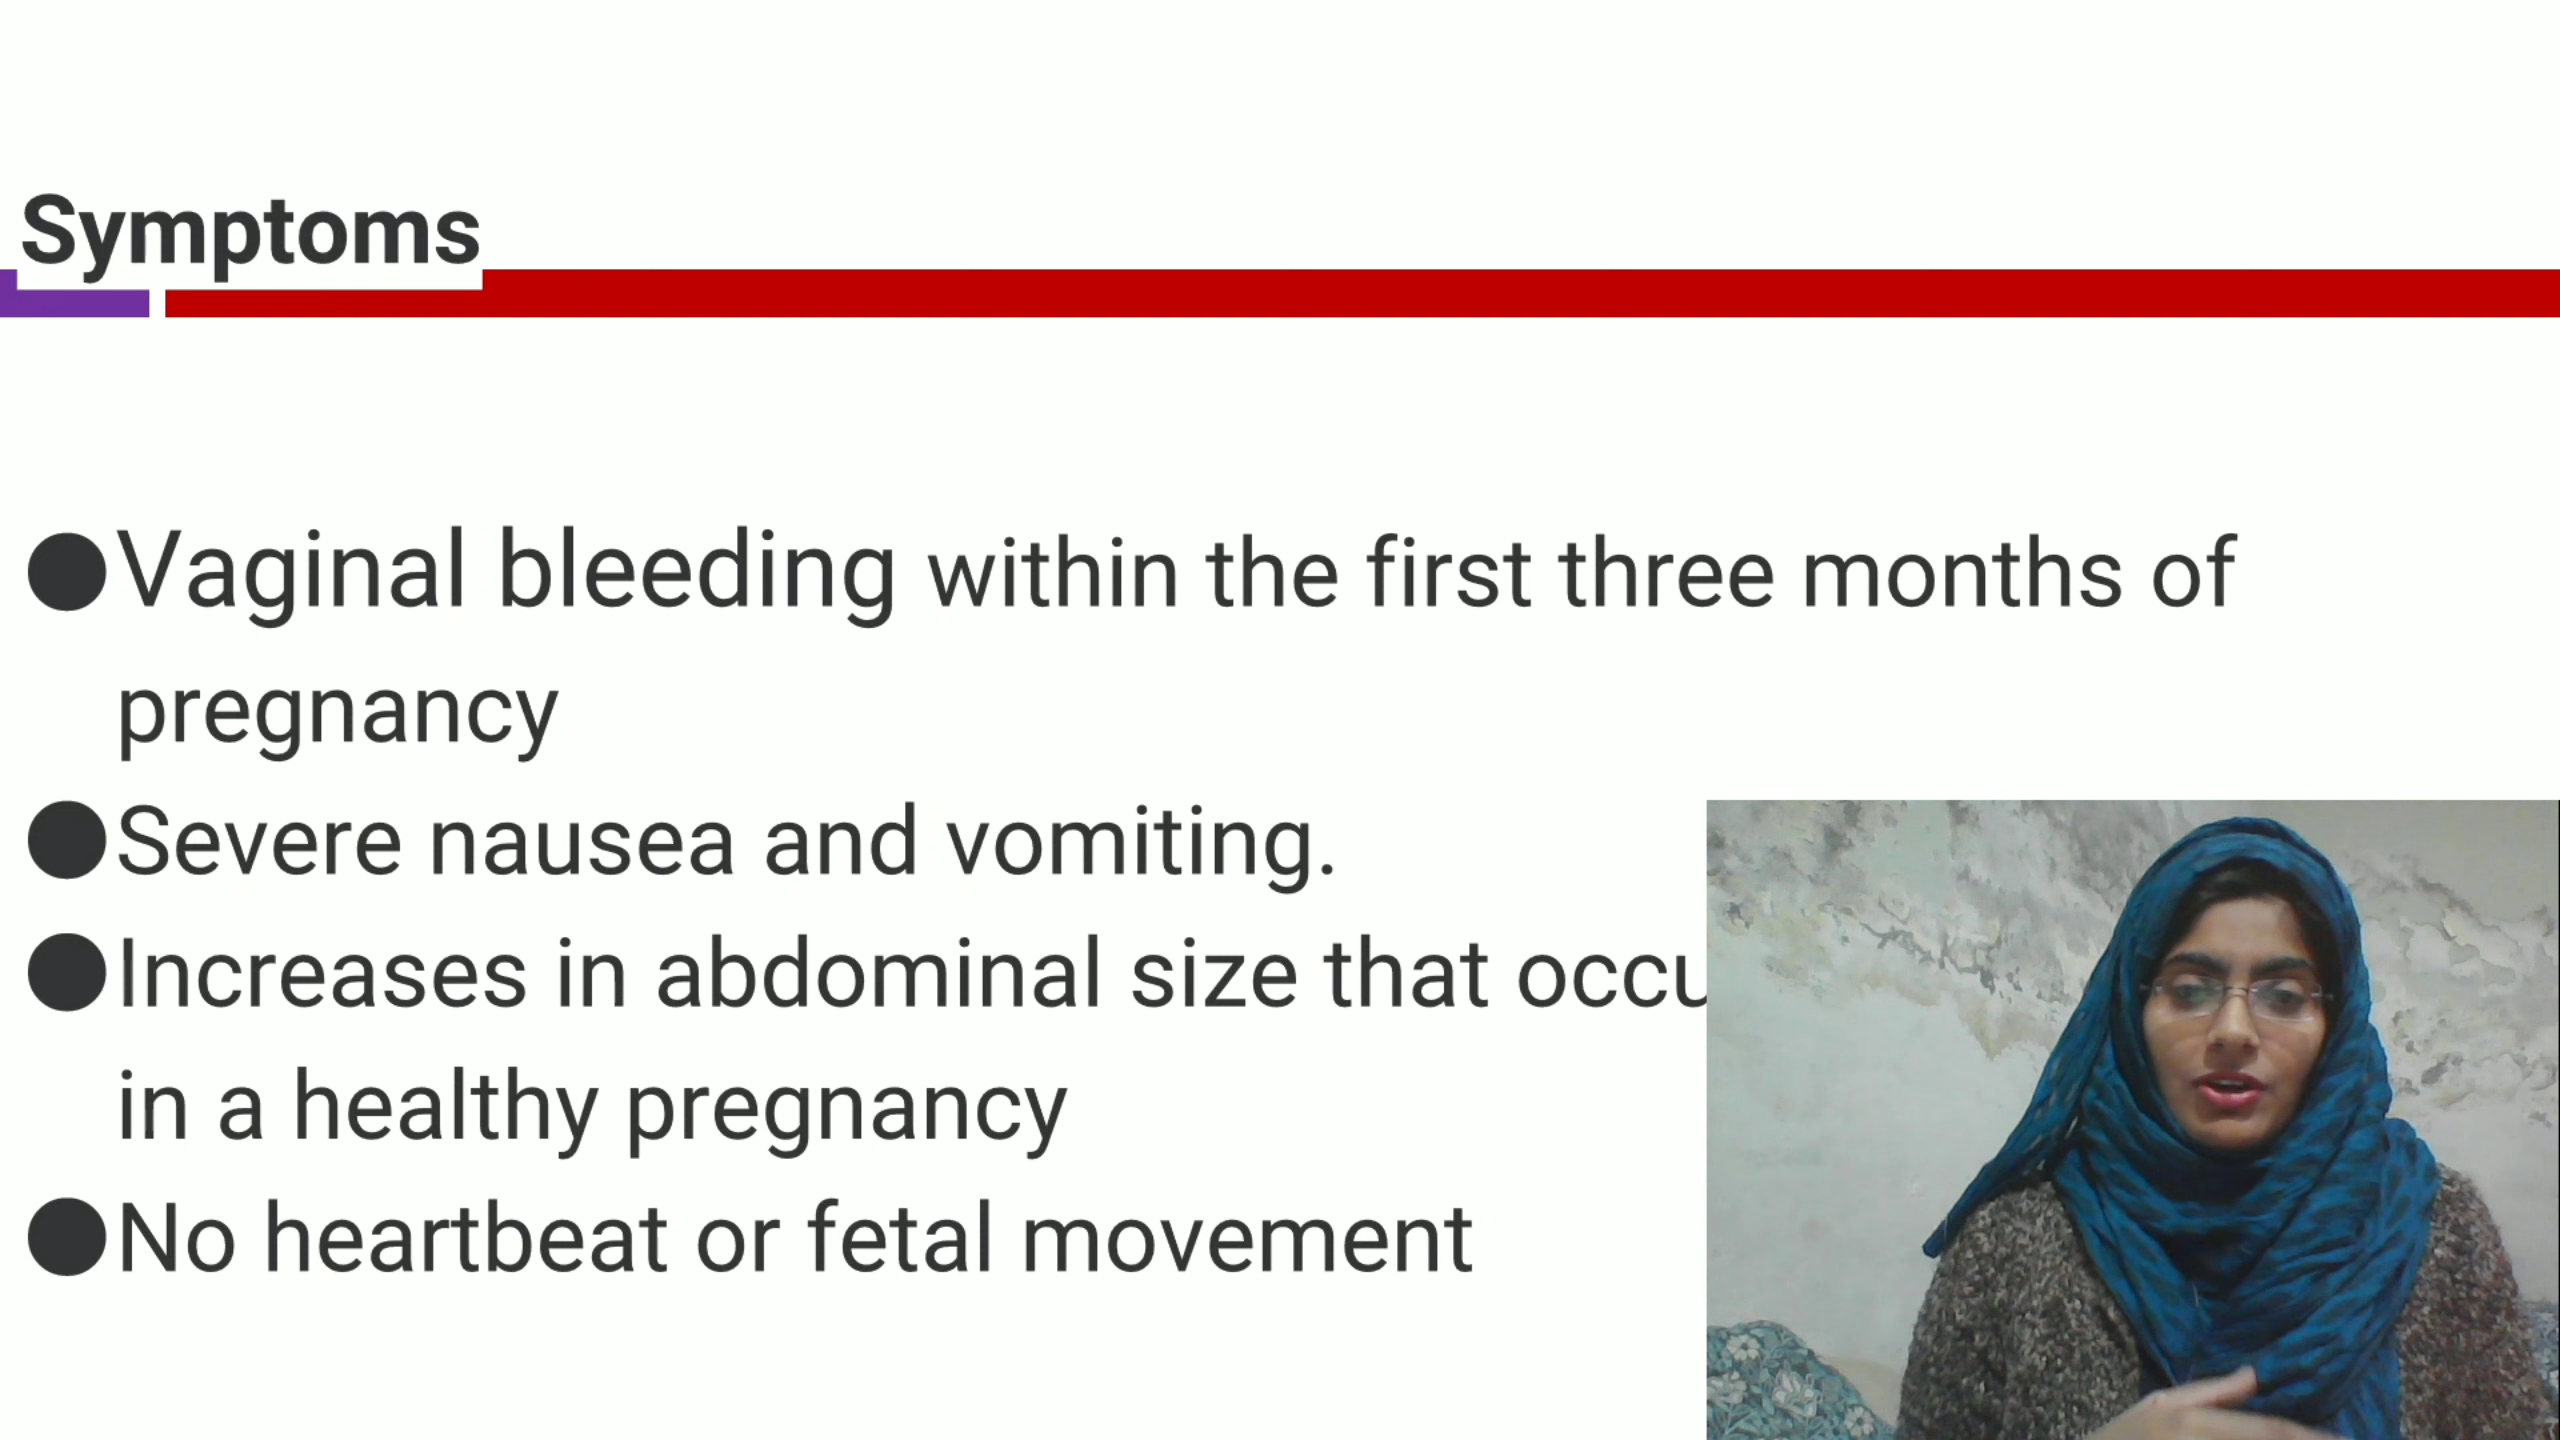 Symptoms
●Vaginal bleeding within the first three months of
pregnancy
●Severe nausea and vomiting.
●Increases in abdominal size that
in a healthy pregnancy
●No heartbeat or fetal movement